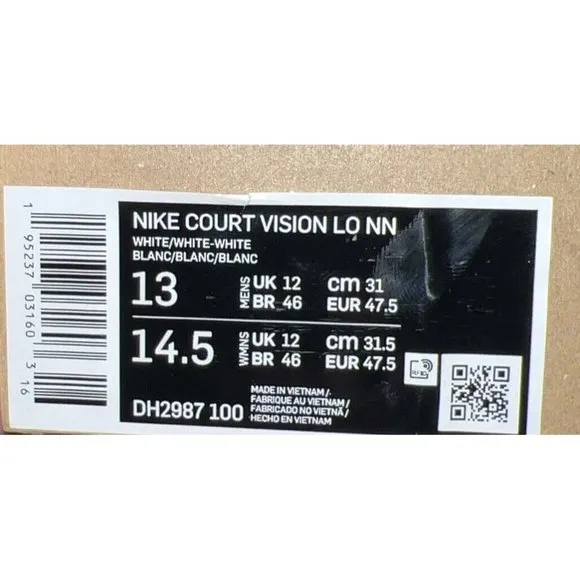 NIKE COURT VISION LO NN
WHITE/WHITE-WHITE
BLANC/BLANC/BLANC
13 MENS UK 12 cm 31
BR 46 EUR 47.5
14.5 WMNS UK 12 cm 31.5
BR 46 EUR 47.5
RFID
MADE IN VIETNAM/
FABRIQUE AU VIETNAM/
FABRICADO NO VIETNÃ/
HECHO EN VIETNAM
DH2987 100
1 95237 03160 3 16